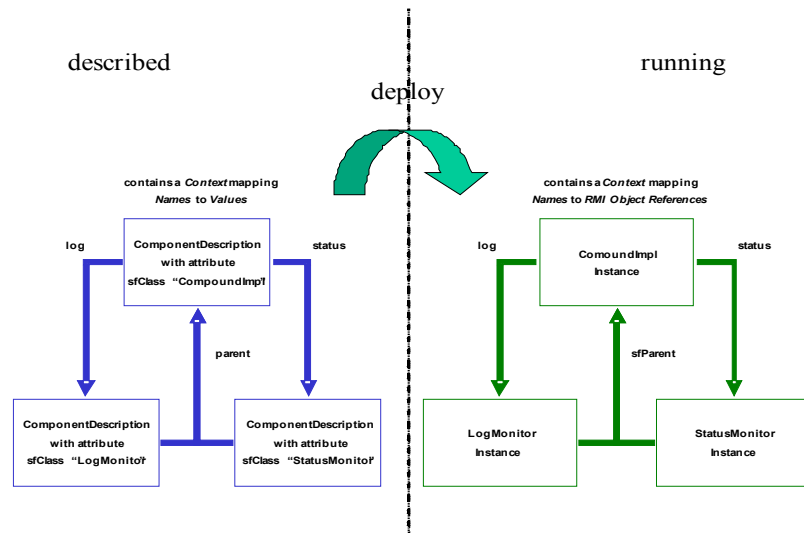 described
running
deploy
contains a Context mapping
Names to Values
contains a Context mapping
Names to RMI Object References
log
ComponentDescription
with attribute
sfClass "CompoundImpl"
status
log
ComoundImpl
Instance
status
parent
sfParent
ComponentDescription
with attribute
sfClass "LogMonitor"
ComponentDescription
with attribute
sfClass "StatusMonitor"
LogMonitor
Instance
StatusMonitor
Instance